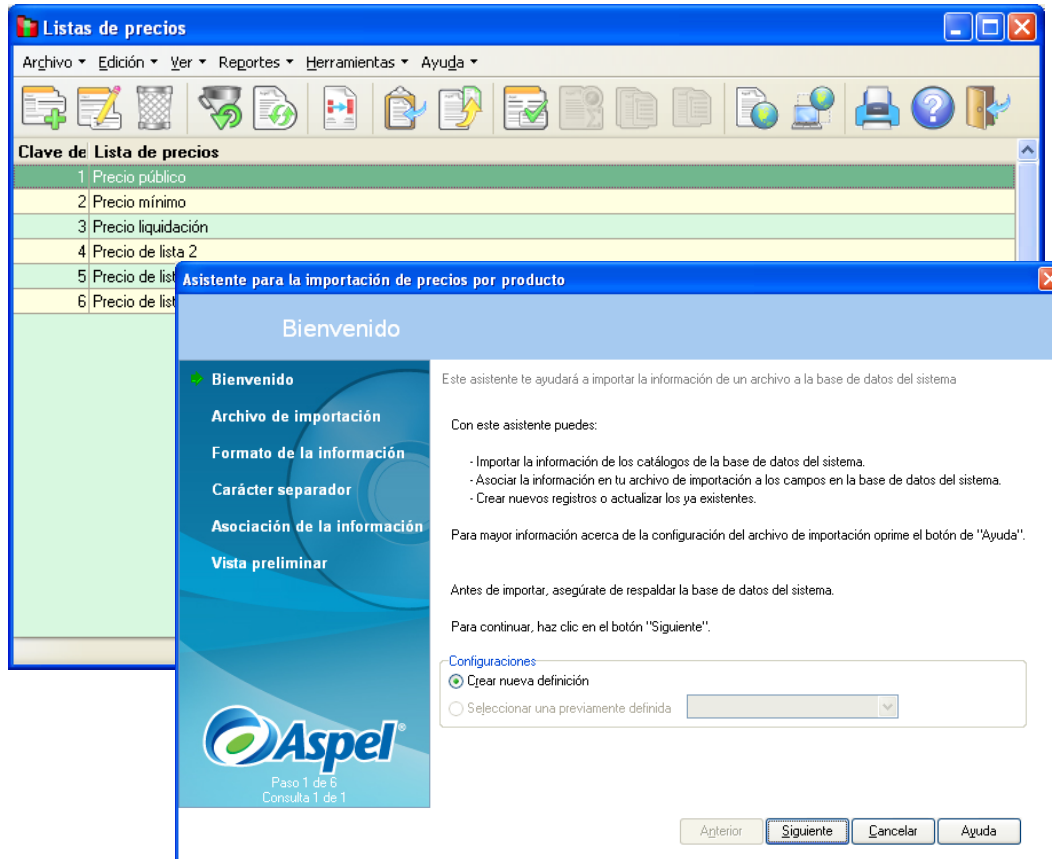 Listas de precios
Archivo Edición Ver Reportes Herramientas Ayuda
Clave de Lista de precios
1 Precio público
2 Precio mínimo
3 Precio liquidación
4 Precio de lista 2
5 Precio de list
6 Precio de list
Asistente para la importación de precios por producto
Bienvenido
Bienvenido
Archivo de importación
Formato de la información
Carácter separador
Asociación de la información
Vista preliminar
Aspel®
Paso 1 de 6
Consulta 1 de 1
Este asistente te ayudará a importar la información de un archivo a la base de datos del sistema
Con este asistente puedes:
- Importar la información de los catálogos de la base de datos del sistema.
- Asociar la información en tu archivo de importación a los campos en la base de datos del sistema.
- Crear nuevos registros o actualizar los ya existentes.
Para mayor información acerca de la configuración del archivo de importación oprime el botón de "Ayuda".
Antes de importar, asegúrate de respaldar la base de datos del sistema.
Para continuar, haz clic en el botón "Siguiente".
Configuraciones
Crear nueva definición
Seleccionar una previamente definida
Anterior Siguiente Cancelar Ayuda